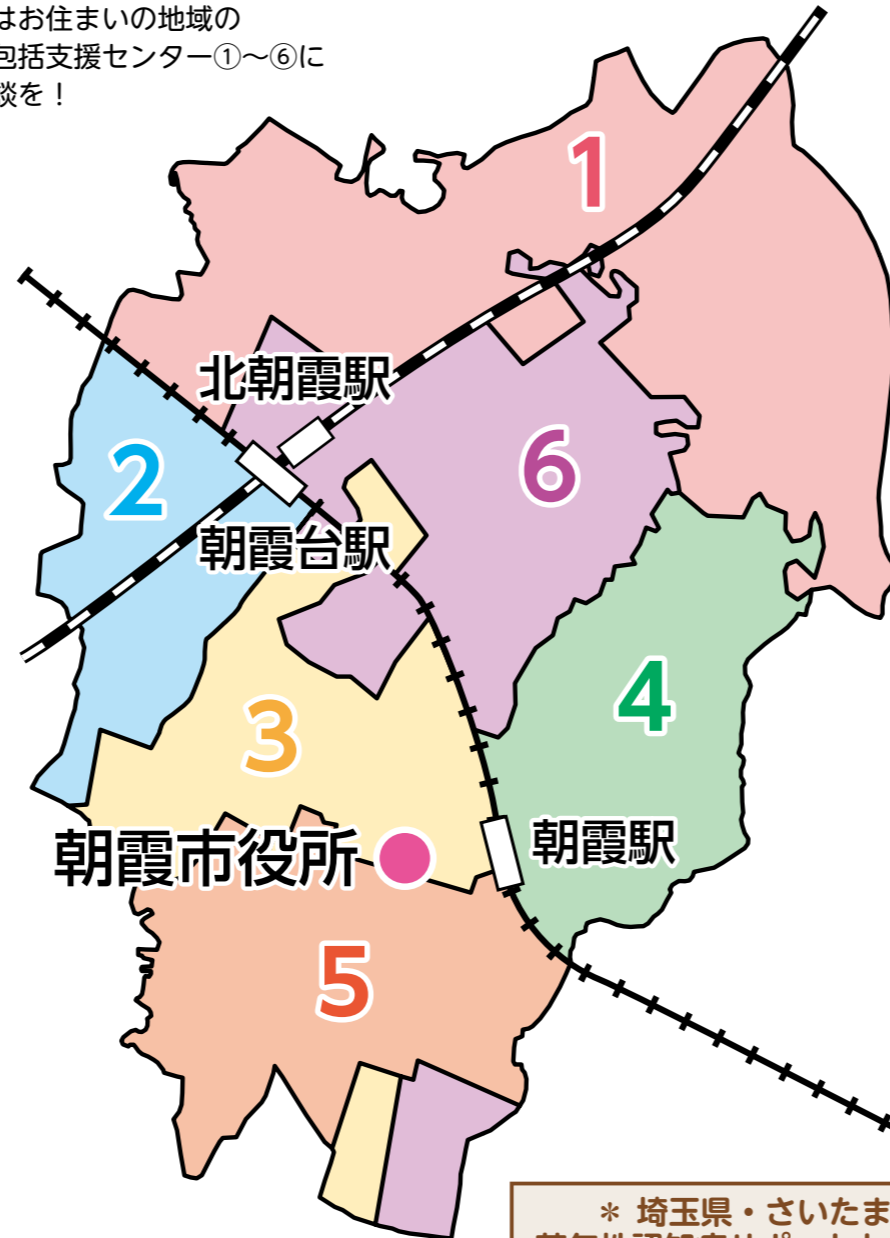 はお住まいの地域の
包括支援センター①〜⑥に
談を！
1
北朝霞駅
2
6
朝霞台駅
4
3
朝霞市役所
朝霞駅
5
＊ 埼玉県・さいたま